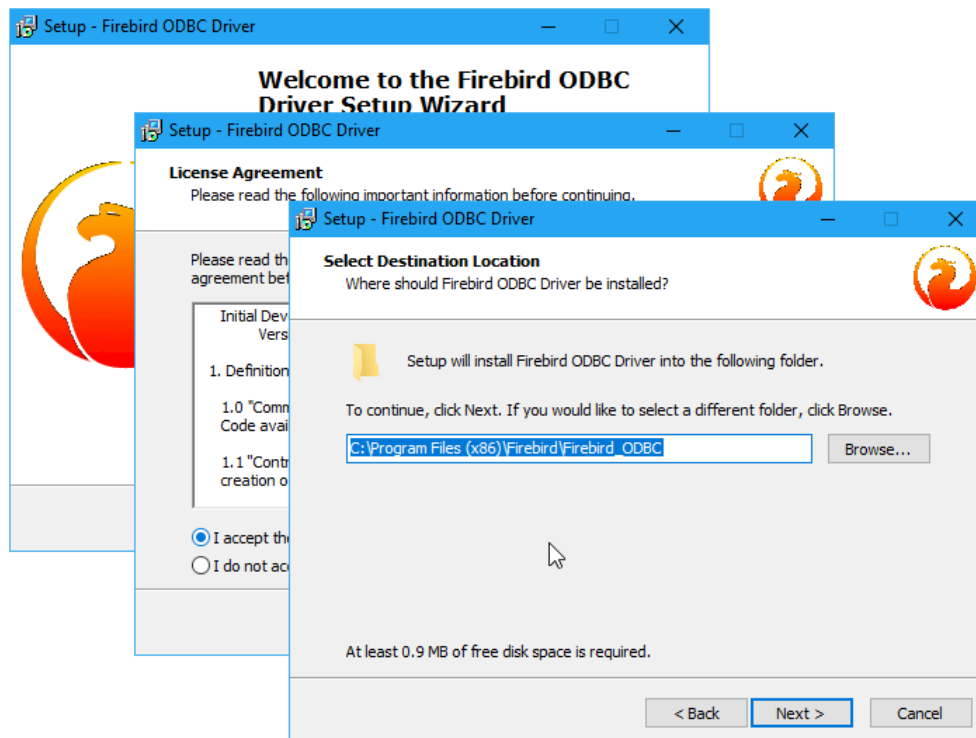 Setup - Firebird ODBC Driver
Welcome to the Firebird ODBC
Driver Setup Wizard
Setup - Firebird ODBC Driver
License Agreement
Please read the following important information before continuing.
Please read th
agreement bef
Initial Dev
Vers
1. Definition
1.0 "Comm
Code avai
1.1 "Contr
creation o
I accept the
I do not acc
Setup - Firebird ODBC Driver
Select Destination Location
Where should Firebird ODBC Driver be installed?
Setup will install Firebird ODBC Driver into the following folder.
To continue, click Next. If you would like to select a different folder, click Browse.
C:\Program Files (x86)\Firebird\Firebird_ODBC
Browse...
At least 0.9 MB of free disk space is required.
< Back
Next >
Cancel